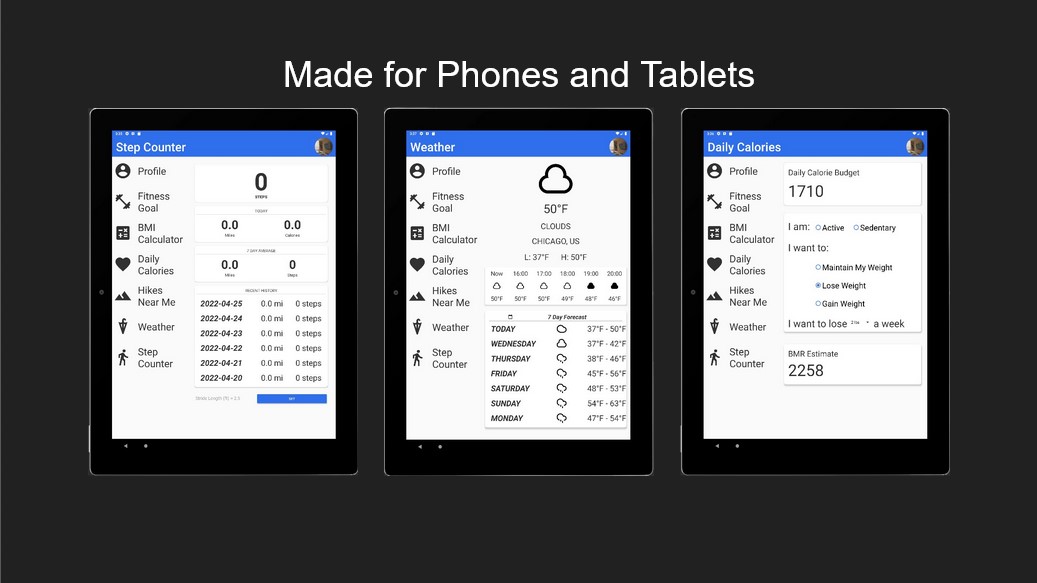 Made for Phones and Tablets
Step Counter
Profile
Fitness
Goal
BMI
Calculator
Daily
Calories
Hikes
Near Me
Weather
Step
Counter
0
STEPS
TODAY
0.0
0.0
Miles
Calories
7 DAY AVERAGE
0.0
0
Miles
Steps
RECENT HISTORY
2022-04-25 0.0 mi 0 steps
2022-04-24 0.0 mi 0 steps
2022-04-23 0.0 mi 0 steps
2022-04-22 0.0 mi 0 steps
2022-04-21 0.0 mi 0 steps
2022-04-20 0.0 mi 0 steps
SET
Weather
Profile
Fitness
Goal
BMI
Calculator
Daily
Calories
Hikes
Near Me
Weather
Step
Counter
50°F
CLOUDS
CHICAGO, US
L: 37°F H: 50°F
Now 16:00 17:00 18:00 19:00 20:00
50°F 50°F 50°F 49°F 48°F 46°F
7 Day Forecast
TODAY 37°F - 50°F
WEDNESDAY 37°F - 42°F
THURSDAY 38°F - 46°F
FRIDAY 45°F - 56°F
SATURDAY 48°F - 53°F
SUNDAY 54°F - 63°F
MONDAY 47°F - 54°F
Daily Calories
Profile
Fitness
Goal
BMI
Calculator
Daily
Calories
Hikes
Near Me
Weather
Step
Counter
Daily Calorie Budget
1710
I am: Active Sedentary
I want to:
Maintain My Weight
Lose Weight
Gain Weight
I want to lose a week
BMR Estimate
2258